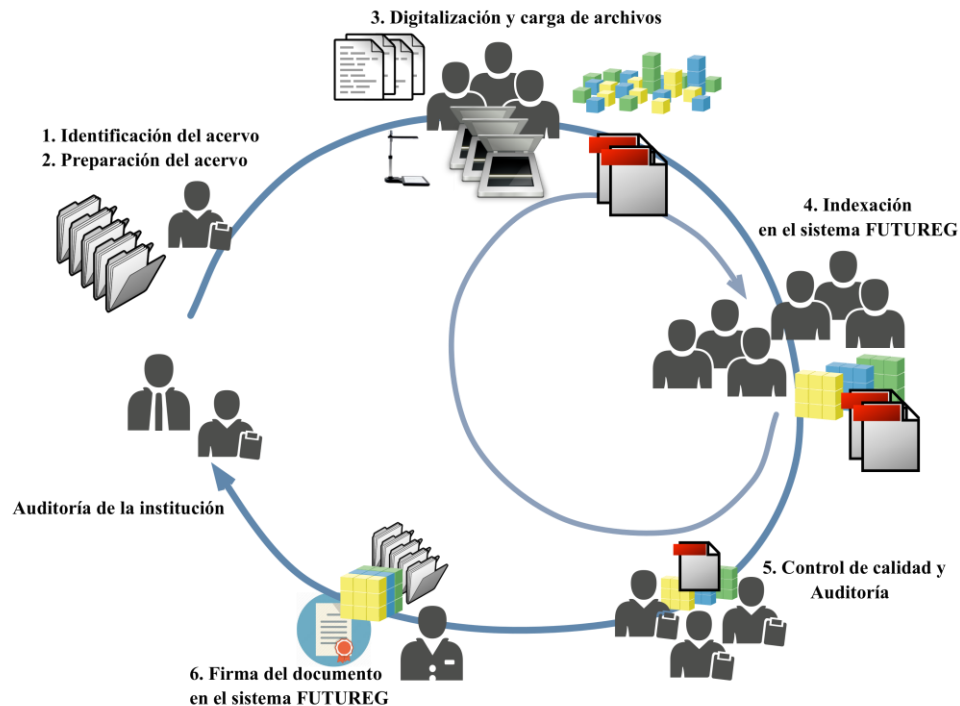 3. Digitalización y carga de archivos
1. Identificación del acervo
2. Preparación del acervo
4. Indexación
en el sistema FUTUREG
Auditoría de la institución
5. Control de calidad y
Auditoría
6. Firma del documento
en el sistema FUTUREG